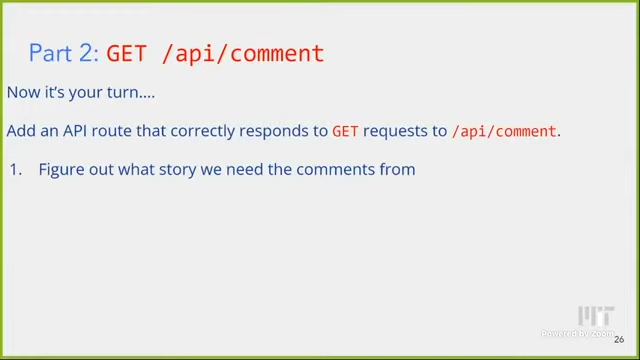 Part 2: GET /api/comment
Now it's your turn....
Add an API route that correctly responds to GET requests to /api/comment.
1. Figure out what story we need the comments from
MIT
Powered by Zoom
26